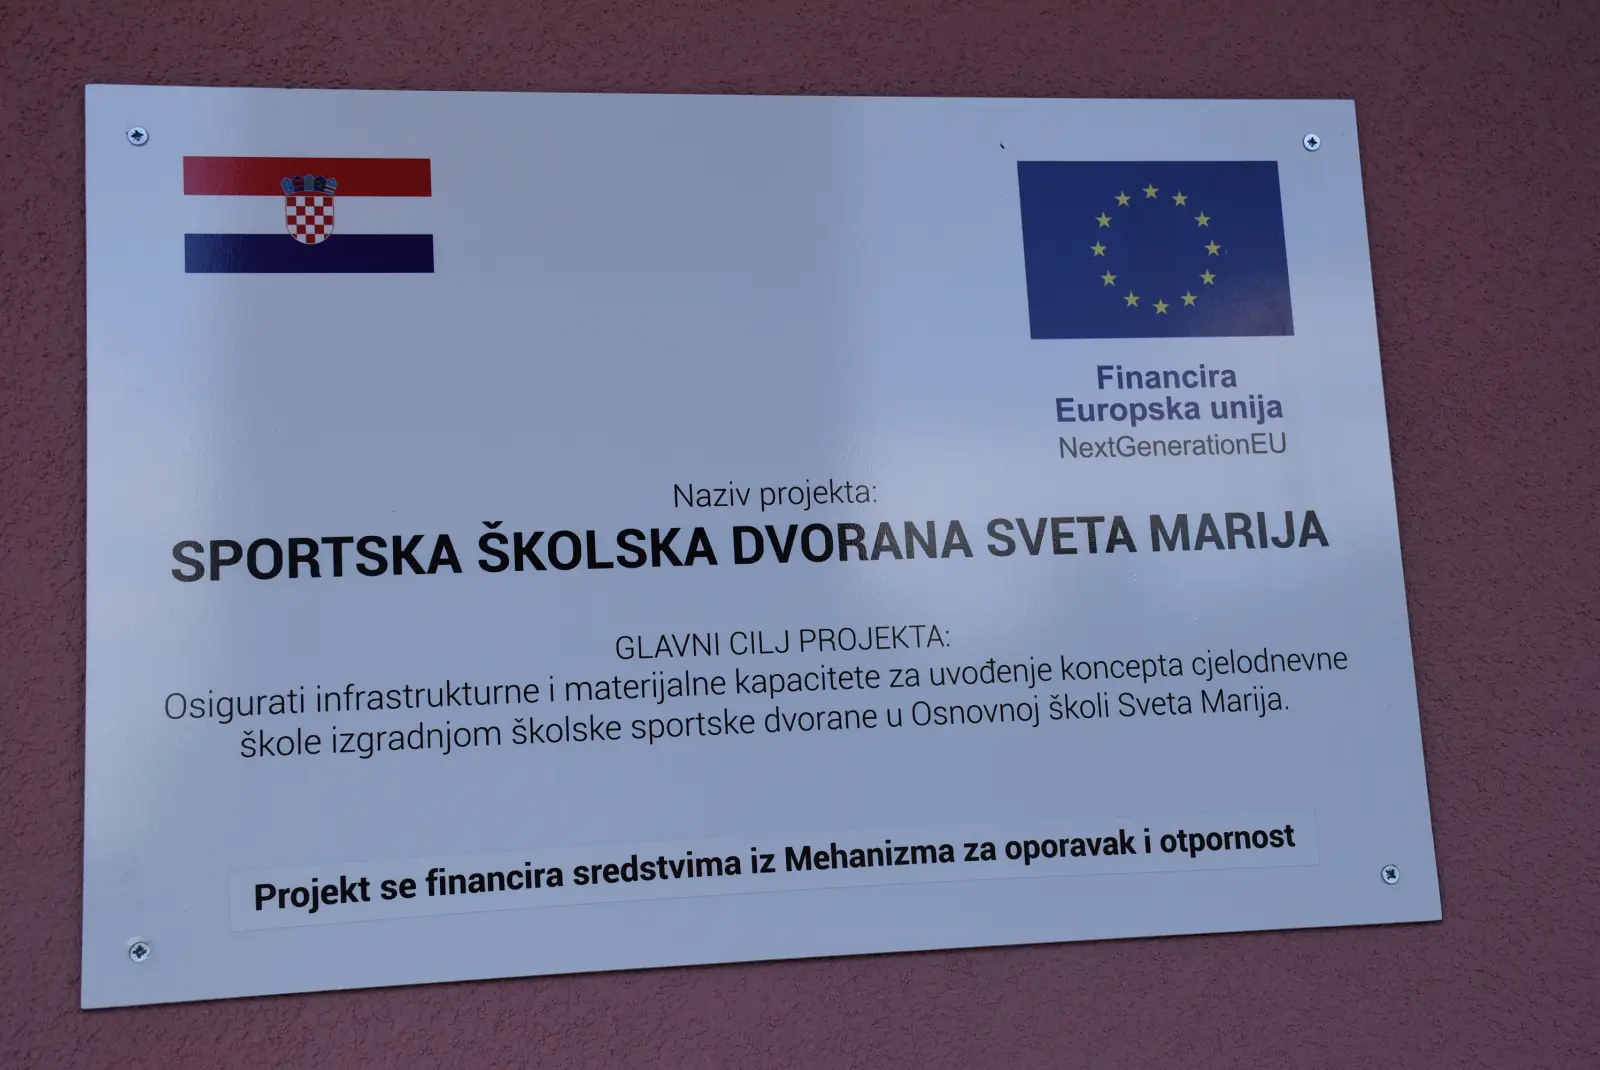 Financira
Europska unija
NextGenerationEU
Naziv projekta:
SPORTSKA ŠKOLSKA DVORANA SVETA MARIJA
GLAVNI CILJ PROJEKTA:
Osigurati infrastrukturne i materijalne kapacitete za uvođenje koncepta cjelodnevne
škole izgradnjom školske sportske dvorane u Osnovnoj školi Sveta Marija.
Projekt se financira sredstvima iz Mehanizma za oporavak i otpornost